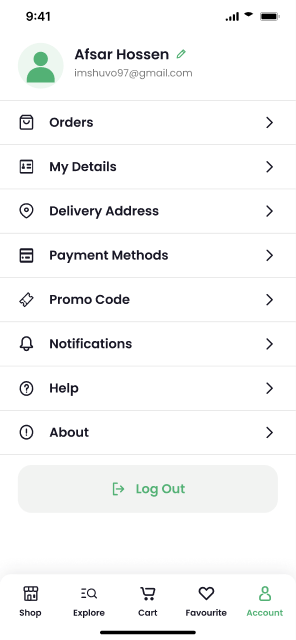 9:41
Afsar Hossen
imshuvo97@gmail.com
Orders
My Details
Delivery Address
Payment Methods
Promo Code
Notifications
Help
About
Log Out
Shop
Explore
Cart
Favourite
Account